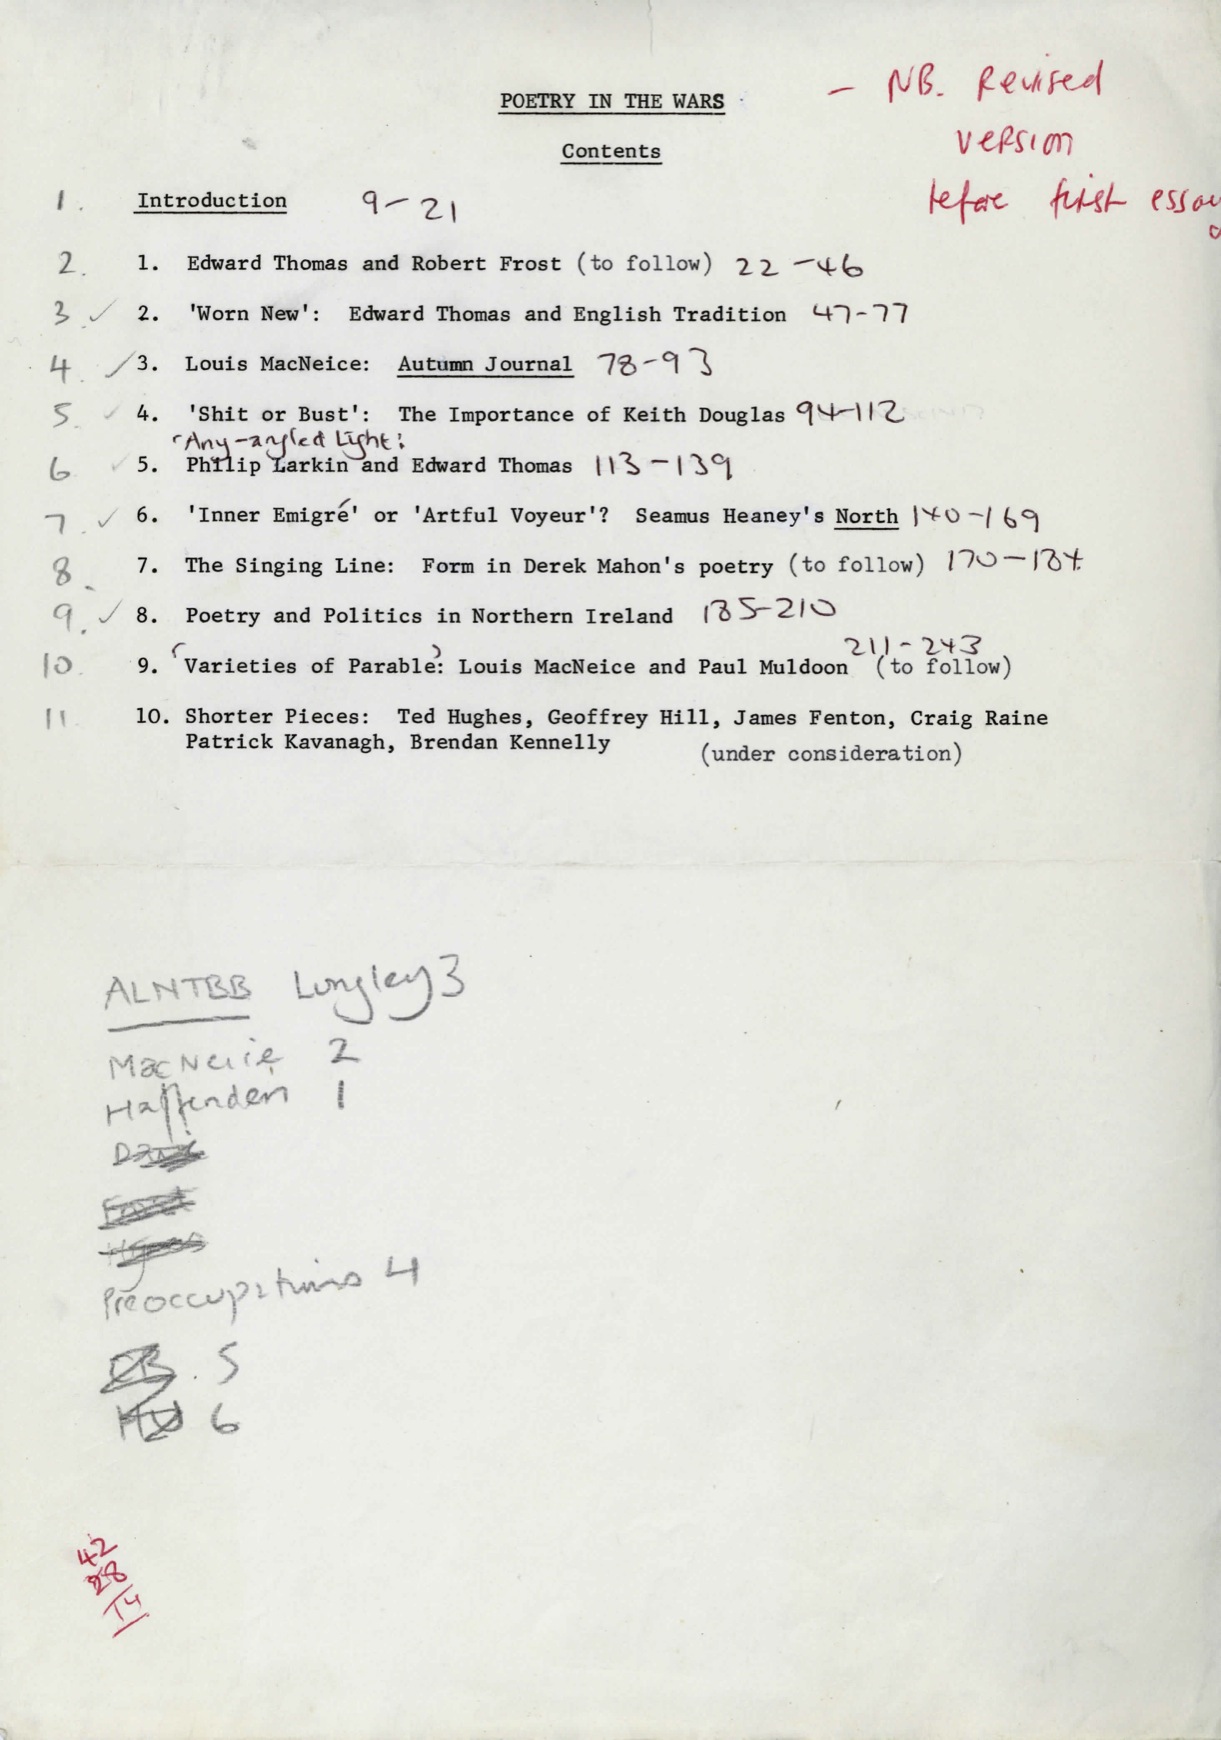 POETRY IN THE WARS
Contents
– NB. Revised
version
before first essay
1. Introduction 9–21
2. 1. Edward Thomas and Robert Frost (to follow) 22–46
3 ✓ 2. 'Worn New': Edward Thomas and English Tradition 47-77
4. ✓ 3. Louis MacNeice: Autumn Journal 78-93
5. ✓ 4. 'Shit or Bust': The Importance of Keith Douglas 94-112
'Any-angled Light':
6 ✓ 5. Philip Larkin and Edward Thomas 113-139
7. ✓ 6. 'Inner Emigré' or 'Artful Voyeur'? Seamus Heaney's North 140-169
8. 7. The Singing Line: Form in Derek Mahon's poetry (to follow) 170-184
9. ✓ 8. Poetry and Politics in Northern Ireland 185-210
211-243
10. 9. 'Varieties of Parable': Louis MacNeice and Paul Muldoon (to follow)
11. 10. Shorter Pieces: Ted Hughes, Geoffrey Hill, James Fenton, Craig Raine
Patrick Kavanagh, Brendan Kennelly (under consideration)
ALNTBB Longley 3
MacNeice 2
Haffenden 1
Preoccupations 4
5
6
42
28
14